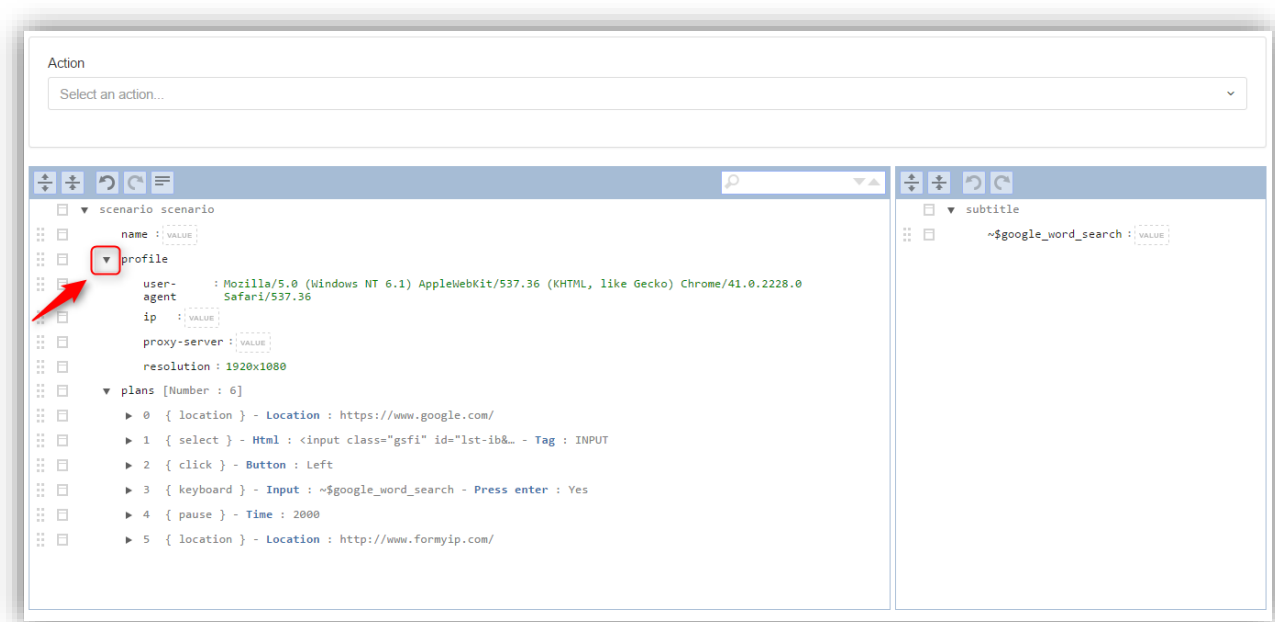 Action
Select an action...
scenario scenario
name : VALUE
profile
user-agent : Mozilla/5.0 (Windows NT 6.1) AppleWebKit/537.36 (KHTML, like Gecko) Chrome/41.0.2228.0
Safari/537.36
ip : VALUE
proxy-server : VALUE
resolution : 1920x1080
plans [Number : 6]
0 { location } - Location : https://www.google.com/
1 { select } - Html : <input class="gsfi" id="lst-ib&… - Tag : INPUT
2 { click } - Button : Left
3 { keyboard } - Input : ~$google_word_search - Press enter : Yes
4 { pause } - Time : 2000
5 { location } - Location : http://www.formyip.com/
subtitle
~$google_word_search : VALUE